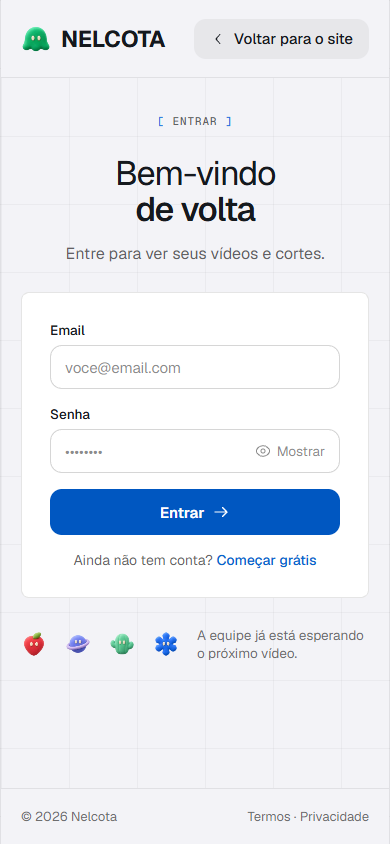 NELCOTA
Voltar para o site
[ ENTRAR ]
Bem-vindo
de volta
Entre para ver seus vídeos e cortes.
Email
voce@email.com
Senha
••••••••
Mostrar
Entrar →
Ainda não tem conta? Começar grátis
A equipe já está esperando
o próximo vídeo.
© 2026 Nelcota
Termos · Privacidade